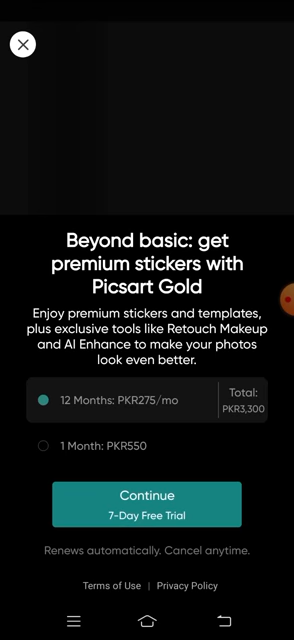 Beyond basic: get
premium stickers with
Picsart Gold
Enjoy premium stickers and templates,
plus exclusive tools like Retouch Makeup
and AI Enhance to make your photos
look even better.
12 Months: PKR275/mo
Total:
PKR3,300
1 Month: PKR550
Continue
7-Day Free Trial
Renews automatically. Cancel anytime.
Terms of Use | Privacy Policy